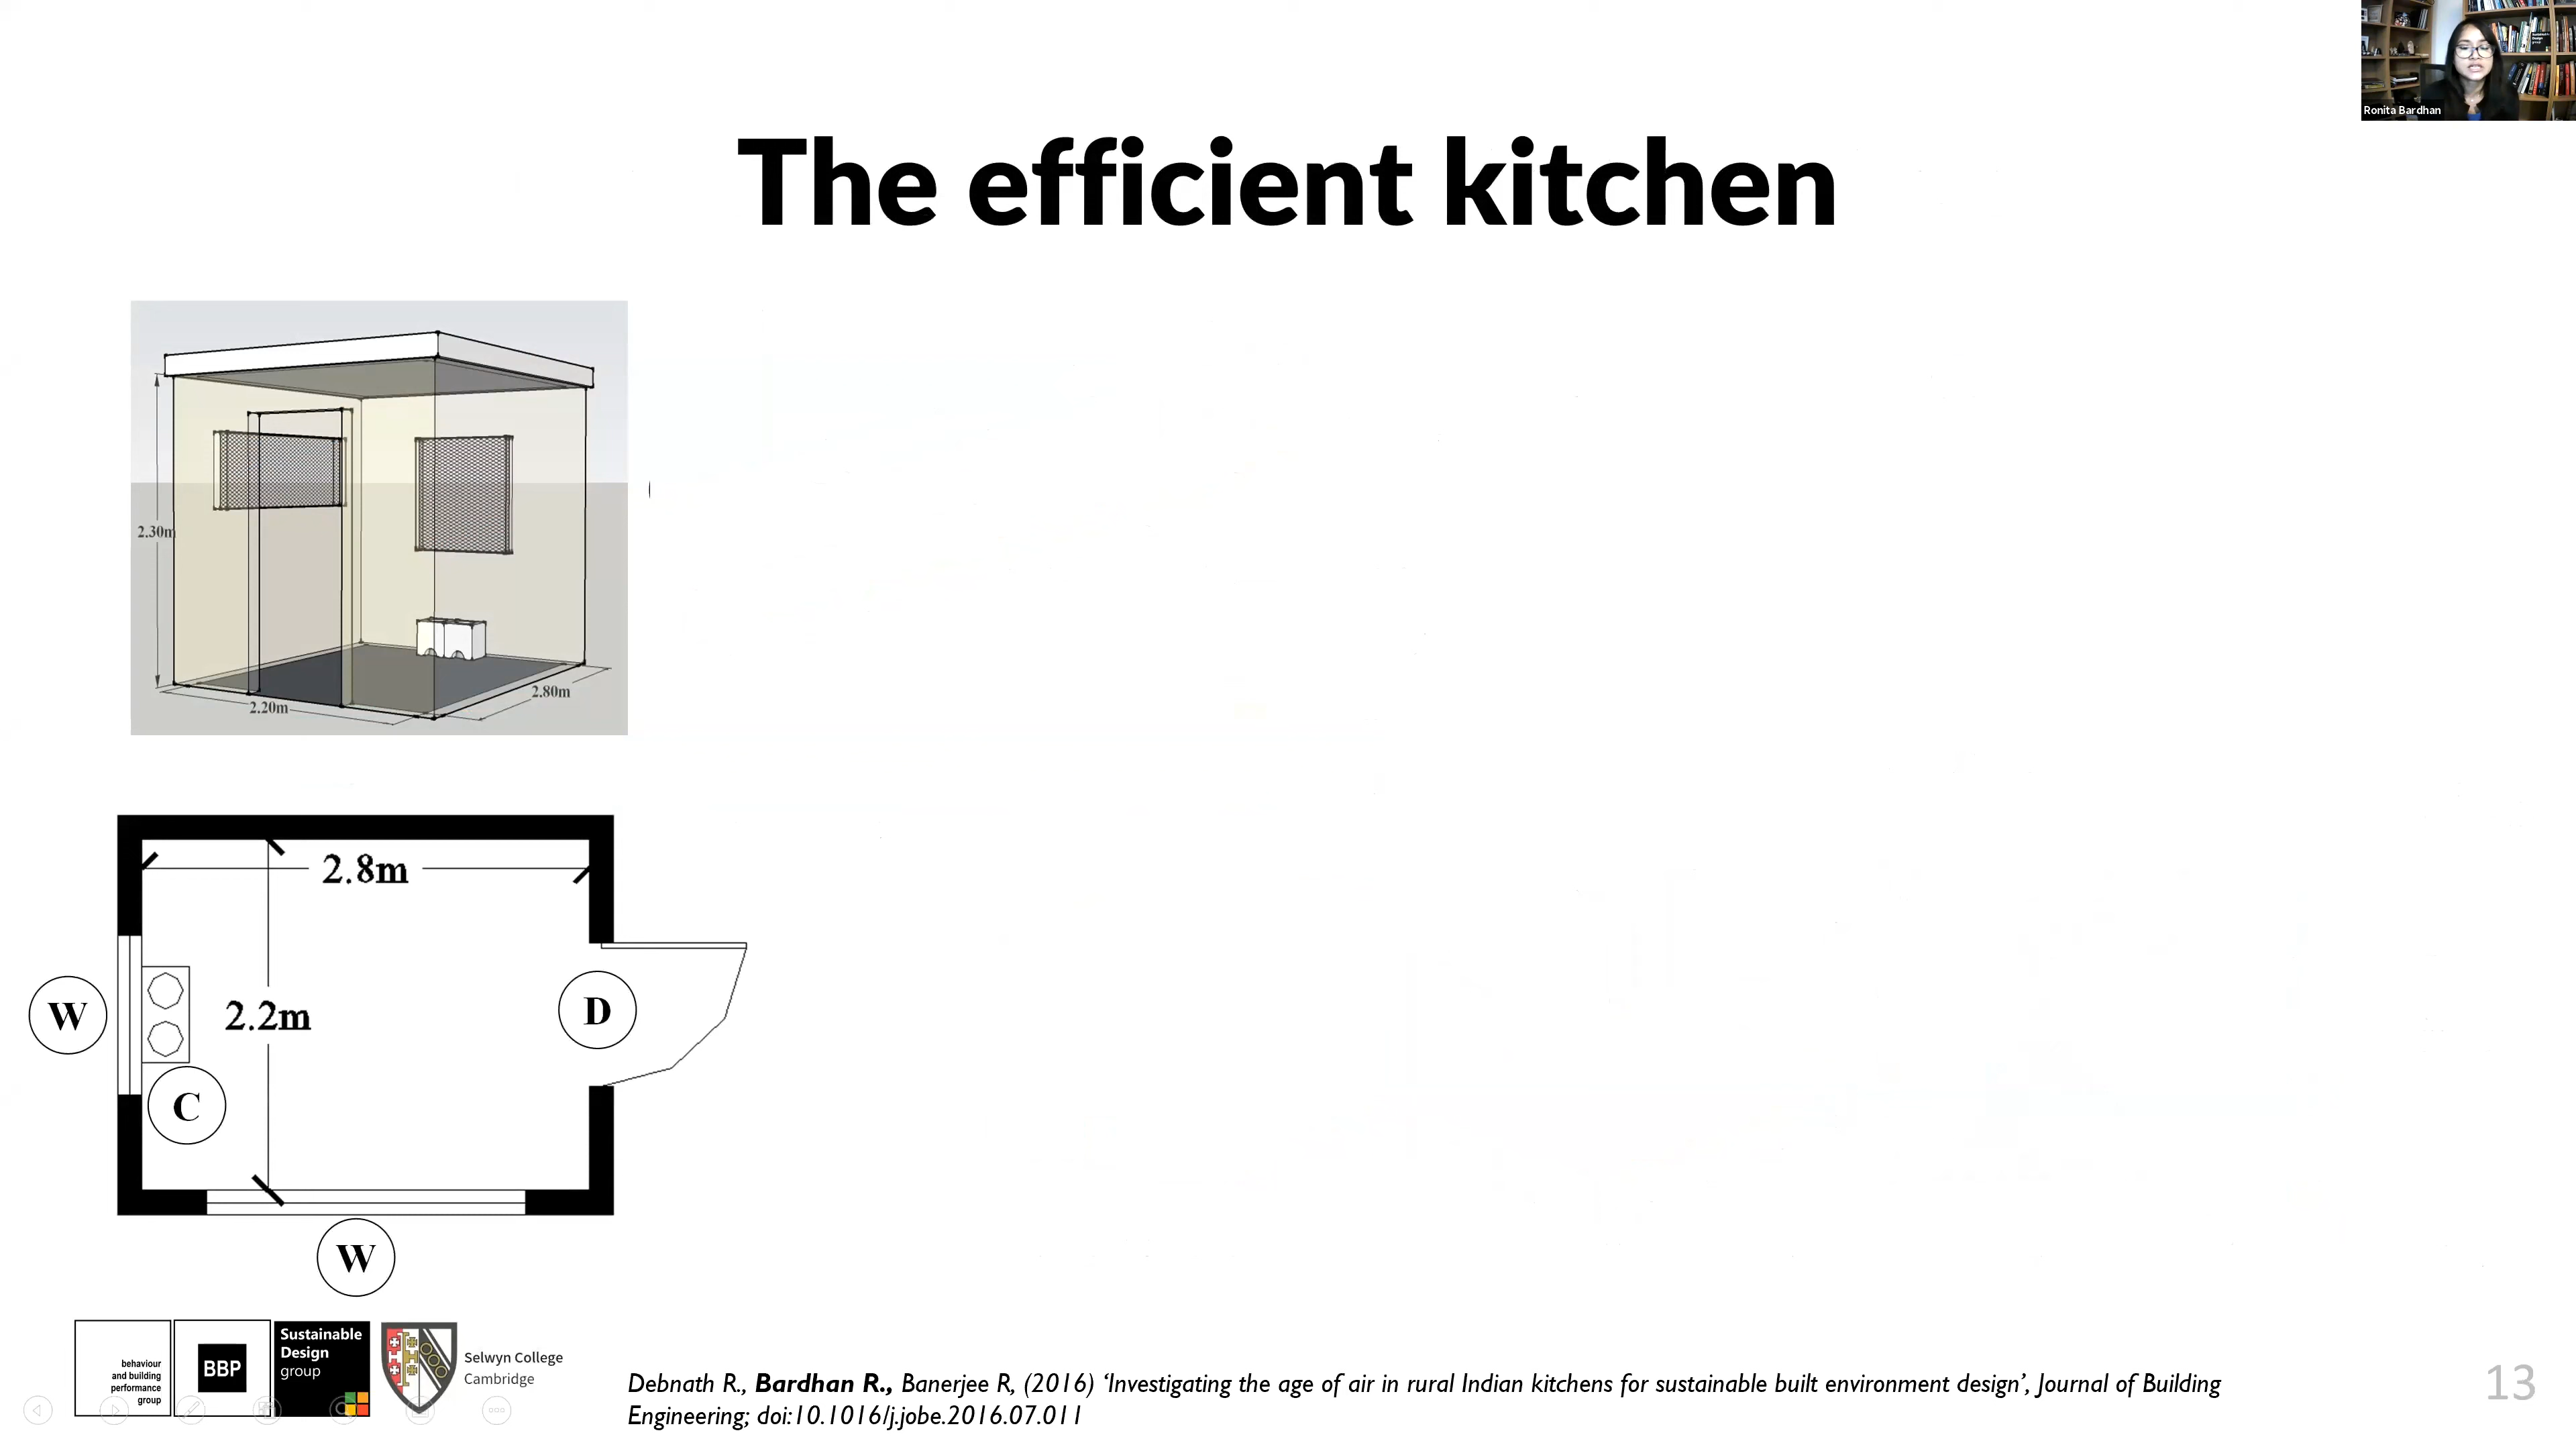 Ronita Bardhan
The efficient kitchen
2.30m
2.20m
2.80m
2.8m
2.2m
W
D
C
W
behaviour
and building
performance
group
BBP
Sustainable
Design
group
Selwyn College
Cambridge
Debnath R., Bardhan R., Banerjee R, (2016) ‘Investigating the age of air in rural Indian kitchens for sustainable built environment design’, Journal of Building
Engineering; doi:10.1016/j.jobe.2016.07.011
13